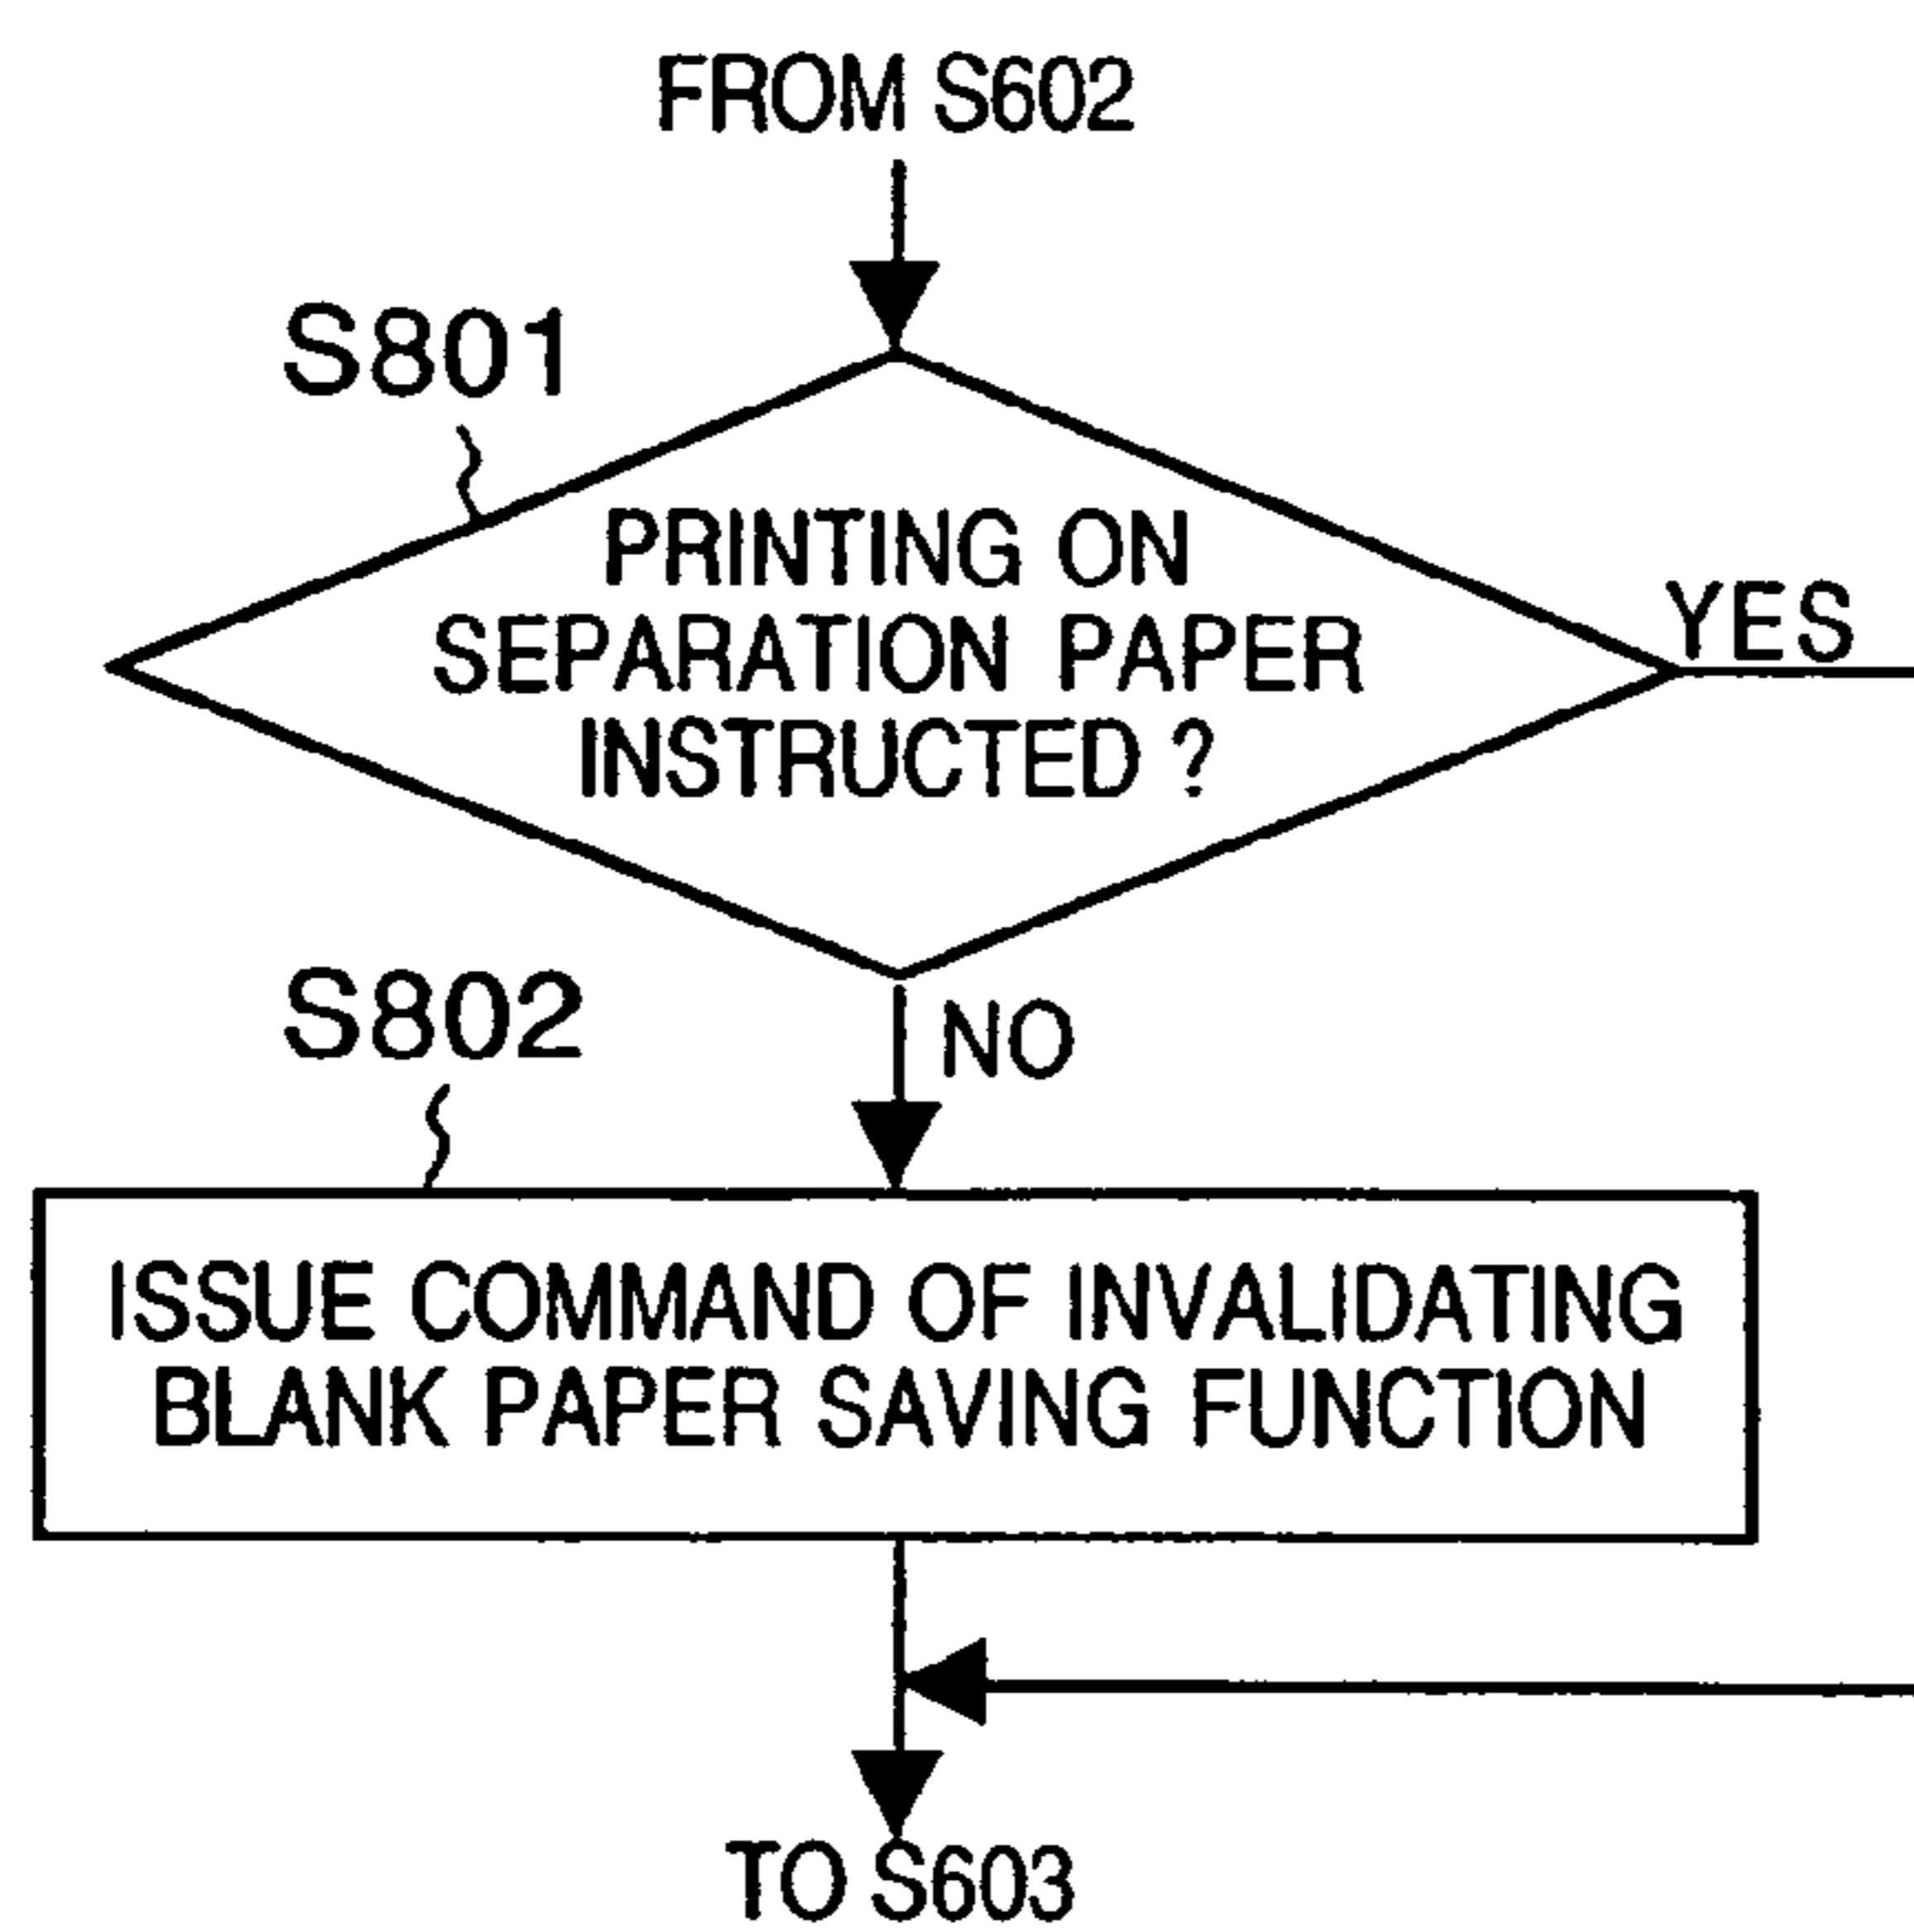 FROM S602
S801
PRINTING ON
SEPARATION PAPER
INSTRUCTED ?
YES
S802
NO
ISSUE COMMAND OF INVALIDATING
BLANK PAPER SAVING FUNCTION
TO S603